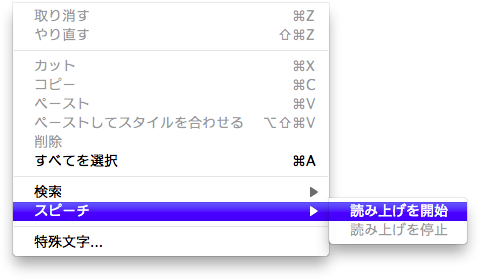 取り消す ⌘Z
やり直す ⇧⌘Z
カット ⌘X
コピー ⌘C
ペースト ⌘V
ペーストしてスタイルを合わせる ⌥⇧⌘V
削除
すべてを選択 ⌘A
検索 ▶
スピーチ ▶ 読み上げを開始
読み上げを停止
特殊文字...